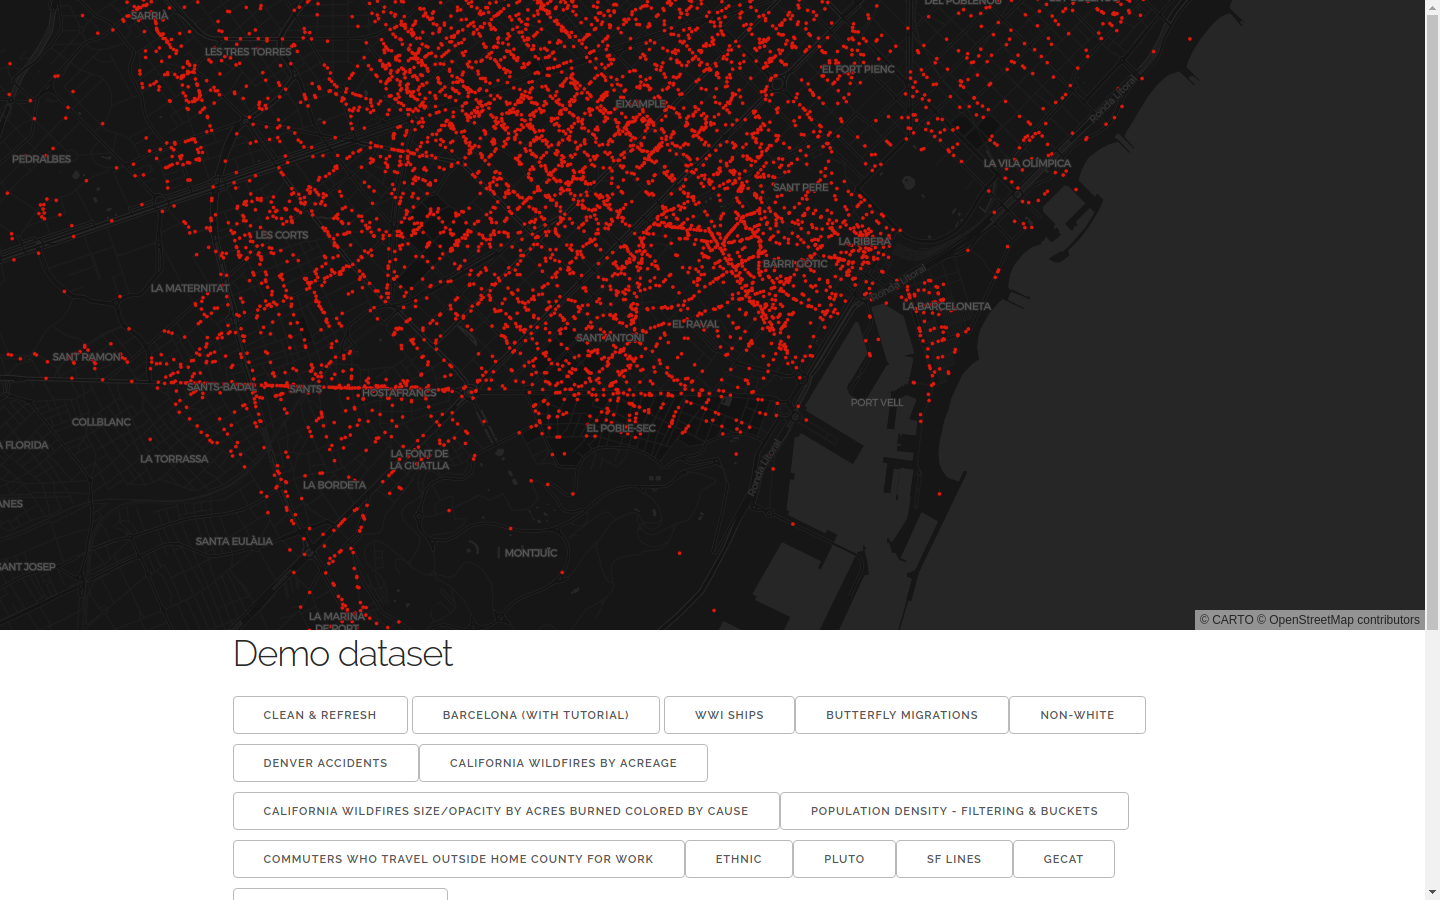 DEL POBLENOU
SARRIÀ
LES TRES TORRES
EL FORT PIENC
EIXAMPLE
Ronda Litoral
PEDRALBES
LA VILA OLÍMPICA
SANT PERE
LES CORTS
LA RIBERA
BARRI GÒTIC
Ronda Litoral
LA MATERNITAT
LA BARCELONETA
EL RAVAL
SANT ANTONI
SANT RAMON
SANTS-BADAL
SANTS
HOSTAFRANCS
PORT VELL
COLLBLANC
EL POBLE-SEC
A FLORIDA
LA TORRASSA
LA FONT DE
LA GUATLLA
Ronda Litoral
LA BORDETA
ANES
SANTA EULÀLIA
MONTJUÏC
SANT JOSEP
LA MARINA
DE PORT
© CARTO © OpenStreetMap contributors
Demo dataset
CLEAN & REFRESH
BARCELONA (WITH TUTORIAL)
WWI SHIPS
BUTTERFLY MIGRATIONS
NON-WHITE
DENVER ACCIDENTS
CALIFORNIA WILDFIRES BY ACREAGE
CALIFORNIA WILDFIRES SIZE/OPACITY BY ACRES BURNED COLORED BY CAUSE
POPULATION DENSITY - FILTERING & BUCKETS
COMMUTERS WHO TRAVEL OUTSIDE HOME COUNTY FOR WORK
ETHNIC
PLUTO
SF LINES
GECAT